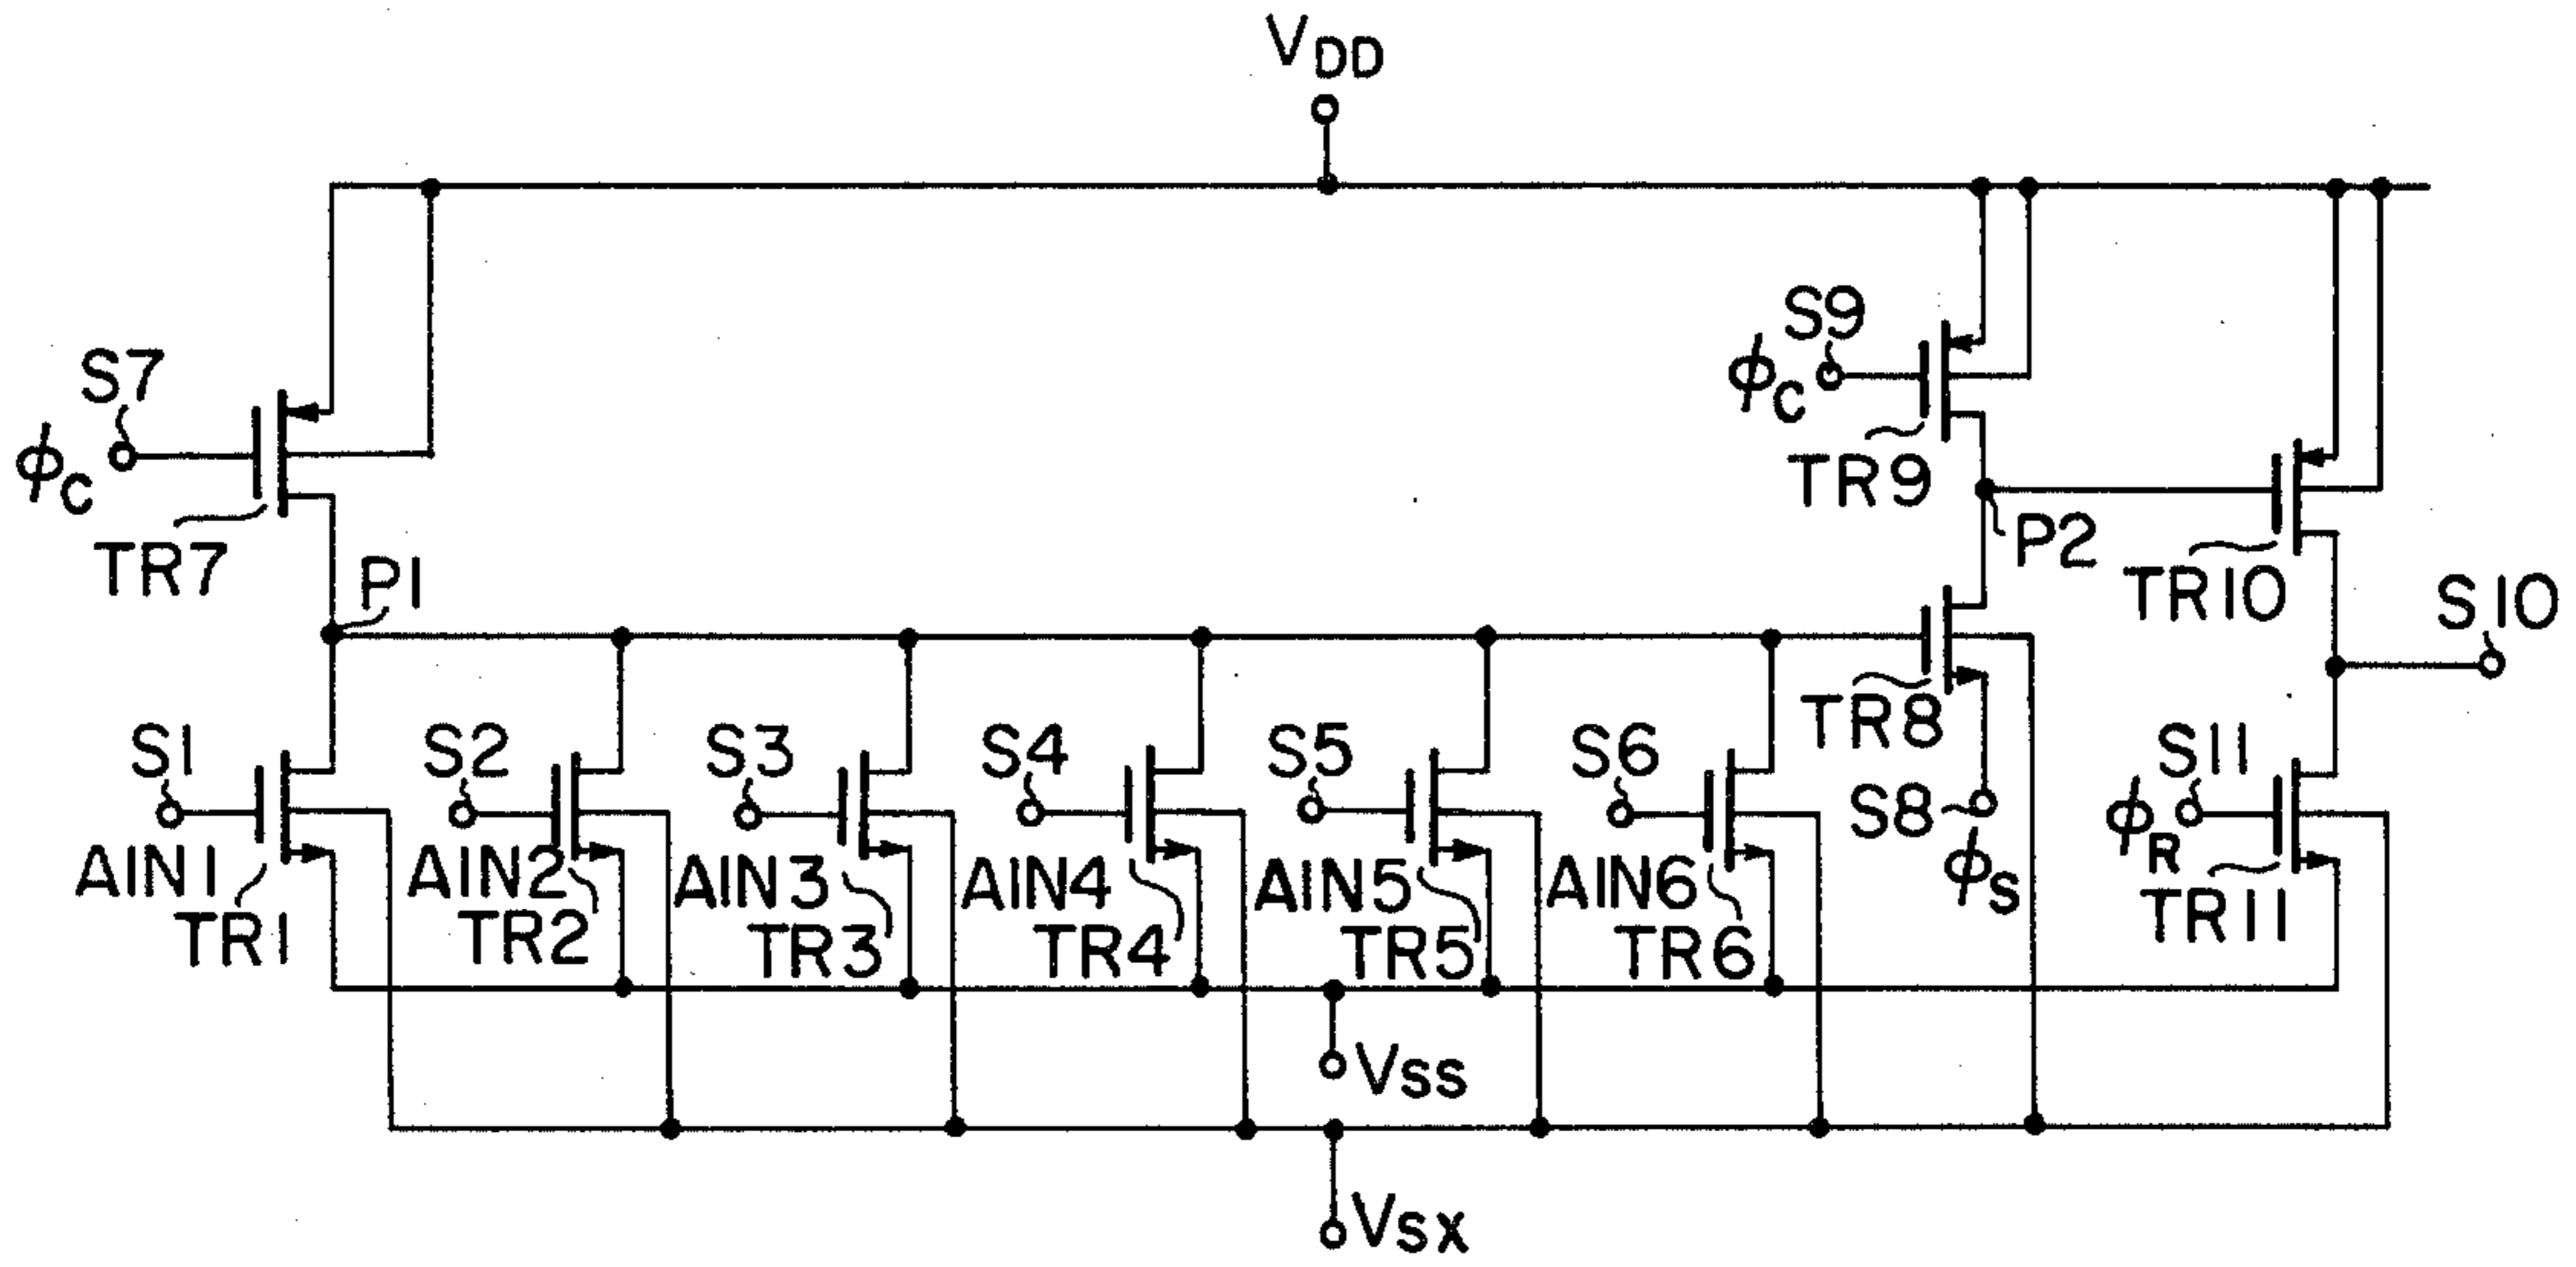 VDD
S9
ϕC
S7
ϕC
TR9
TR7
P1
P2
TR10
S10
TR8
S1
S2
S3
S4
S5
S6
S8
S11
ϕR
ϕS
AIN1
AIN2
AIN3
AIN4
AIN5
AIN6
TR1
TR2
TR3
TR4
TR5
TR6
TR11
VSS
VSX